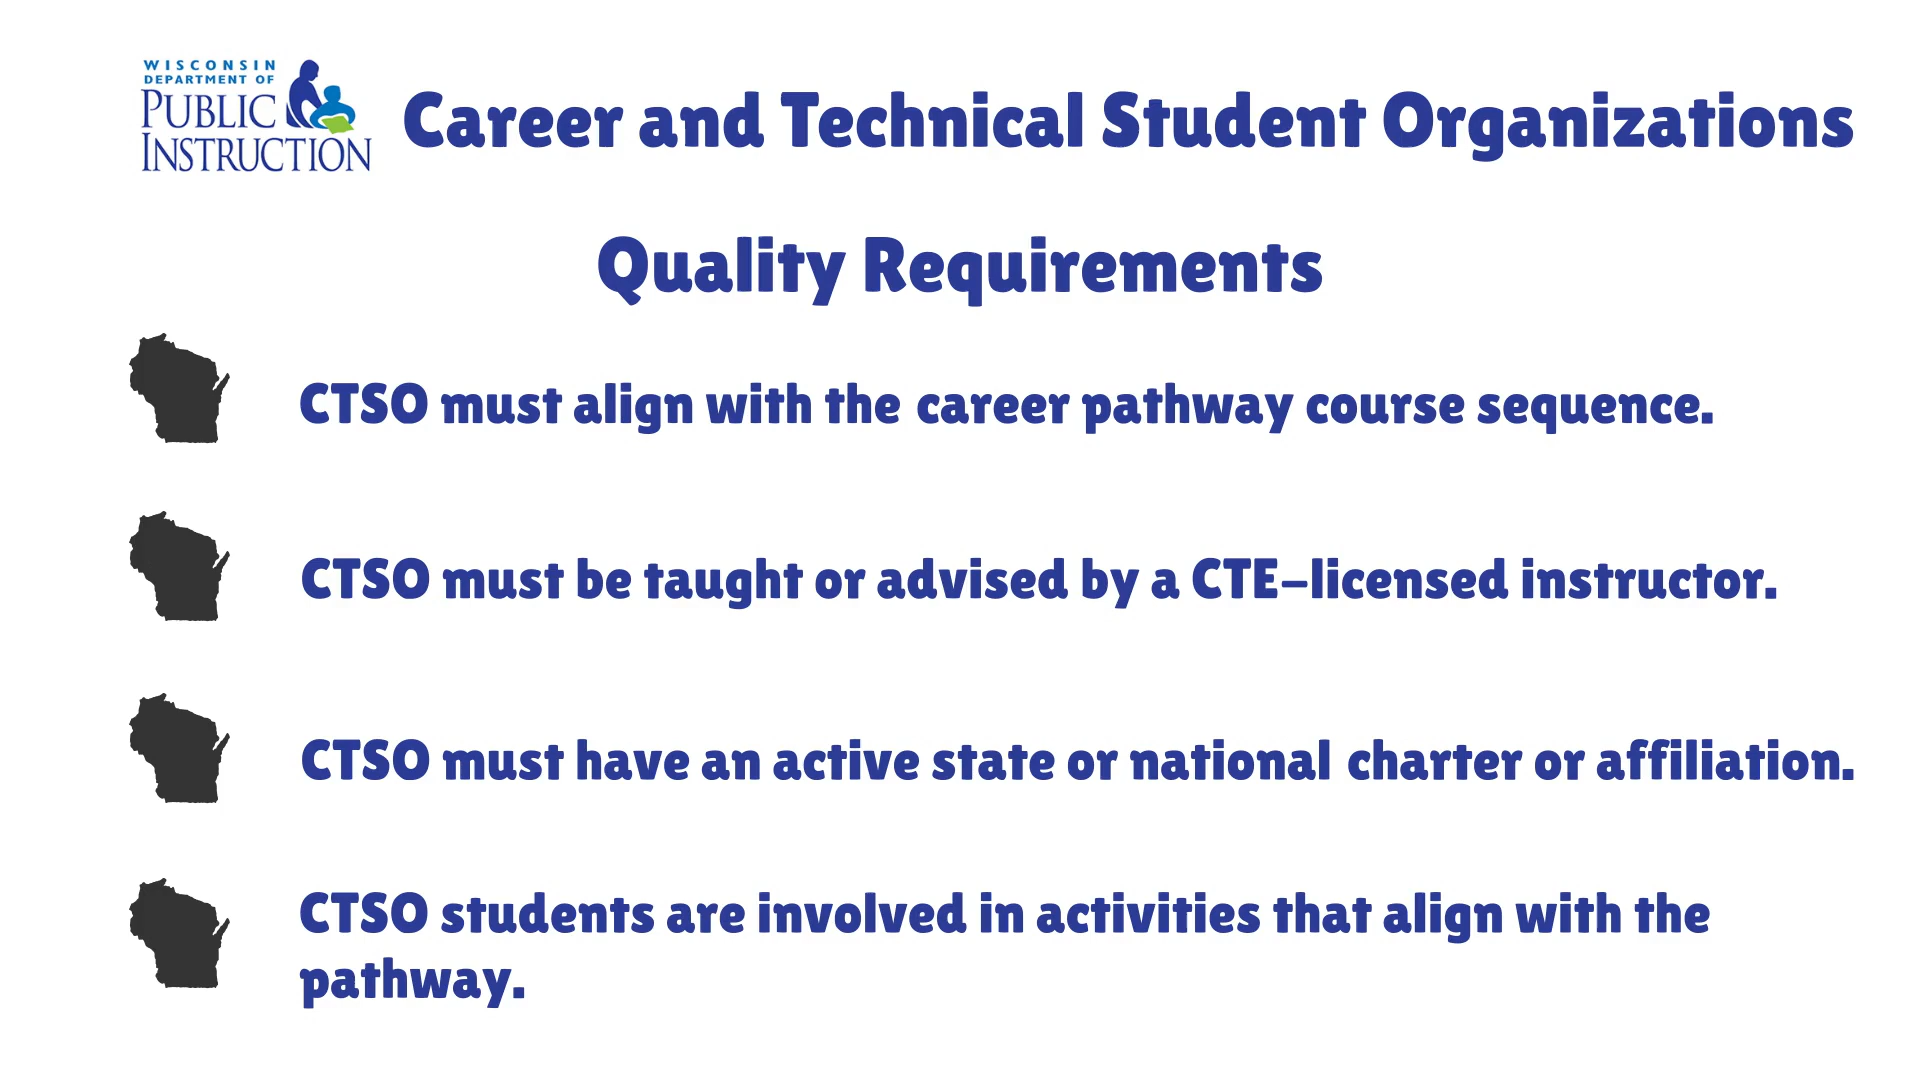 WISCONSIN
DEPARTMENT OF
PUBLIC
INSTRUCTION
Career and Technical Student Organizations
Quality Requirements
CTSO must align with the career pathway course sequence.
CTSO must be taught or advised by a CTE-licensed instructor.
CTSO must have an active state or national charter or affiliation.
CTSO students are involved in activities that align with the
pathway.